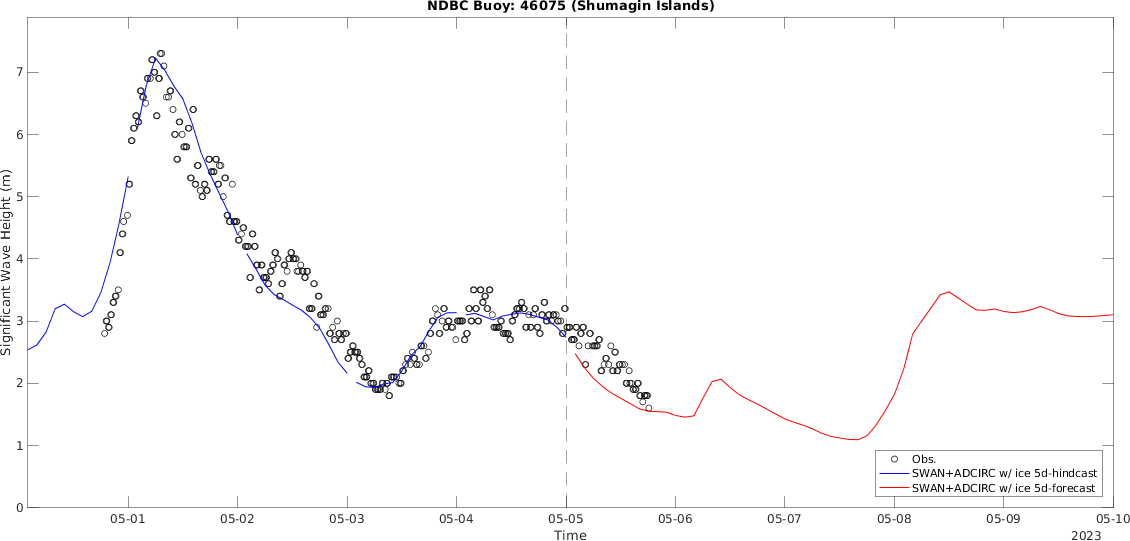 NDBC Buoy: 46075 (Shumagin Islands)
Significant Wave Height (m)
7
6
5
4
3
2
1
0
Obs.
SWAN+ADCIRC w/ ice 5d-hindcast
SWAN+ADCIRC w/ ice 5d-forecast
05-01 05-02 05-03 05-04 05-05 05-06 05-07 05-08 05-09 05-10
Time
2023